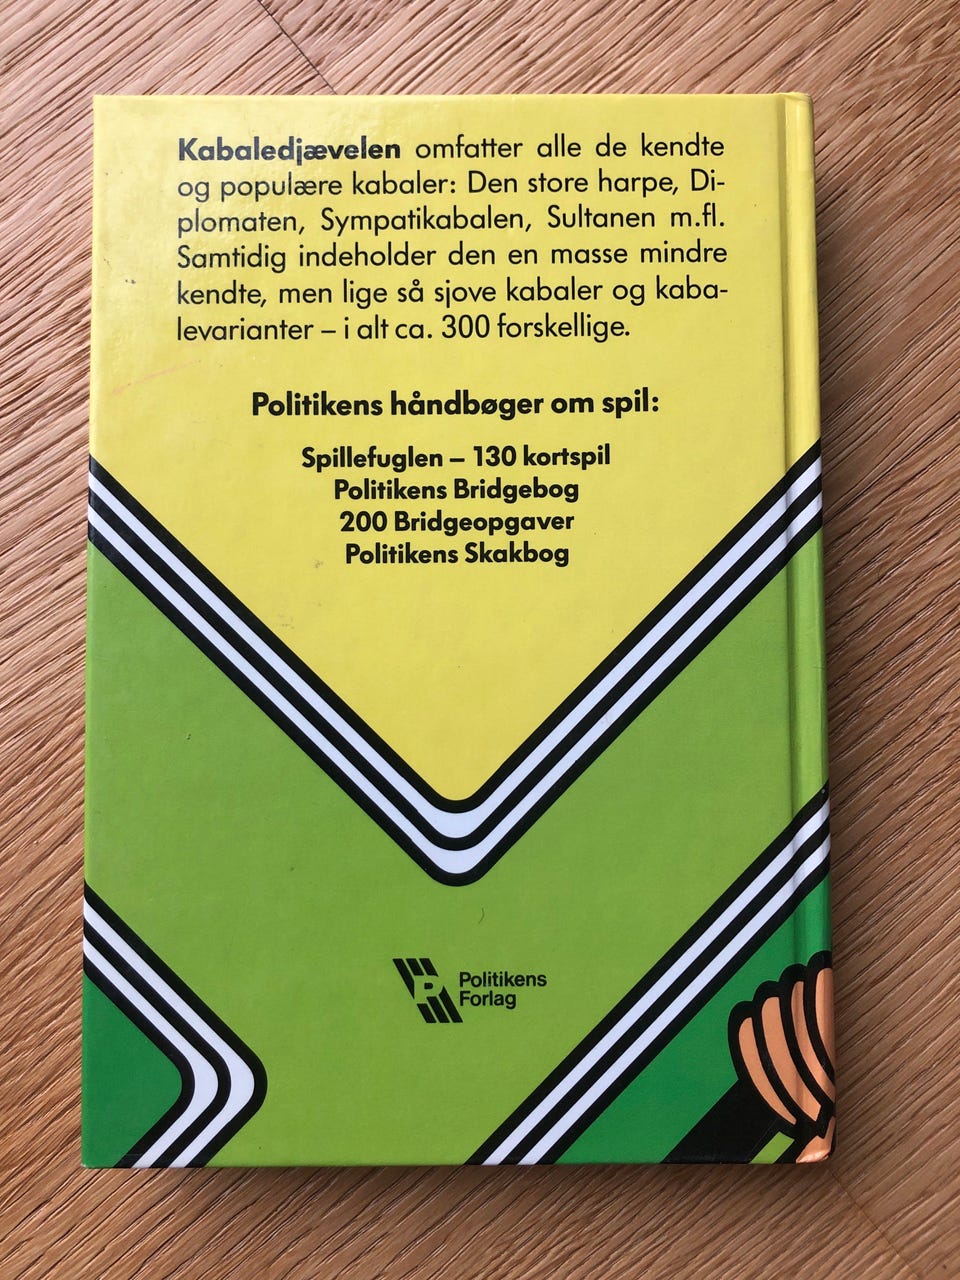 Kabaledjævelen omfatter alle de kendte
og populære kabaler: Den store harpe, Di-
plomaten, Sympatikabalen, Sultanen m.fl.
Samtidig indeholder den en masse mindre
kendte, men lige så sjove kabaler og kaba-
levarianter – i alt ca. 300 forskellige.
Politikens håndbøger om spil:
Spillefuglen – 130 kortspil
Politikens Bridgebog
200 Bridgeopgaver
Politikens Skakbog
P Politikens
Forlag